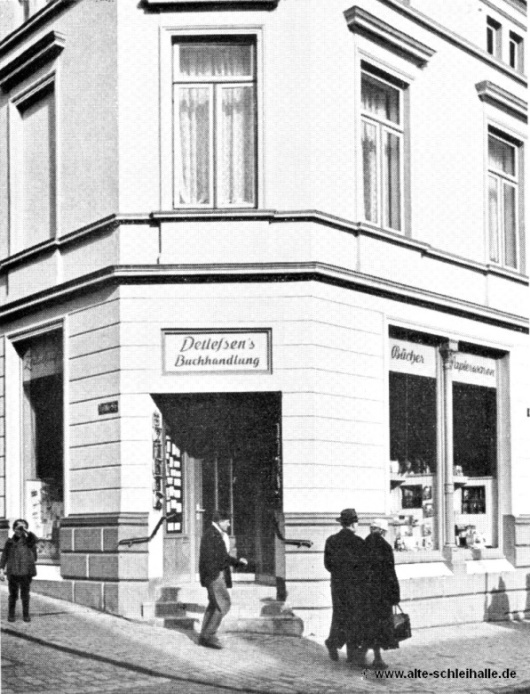 Detlefsen's
Buchhandlung
Bücher
Papierwaren
© www.alte-schleihalle.de